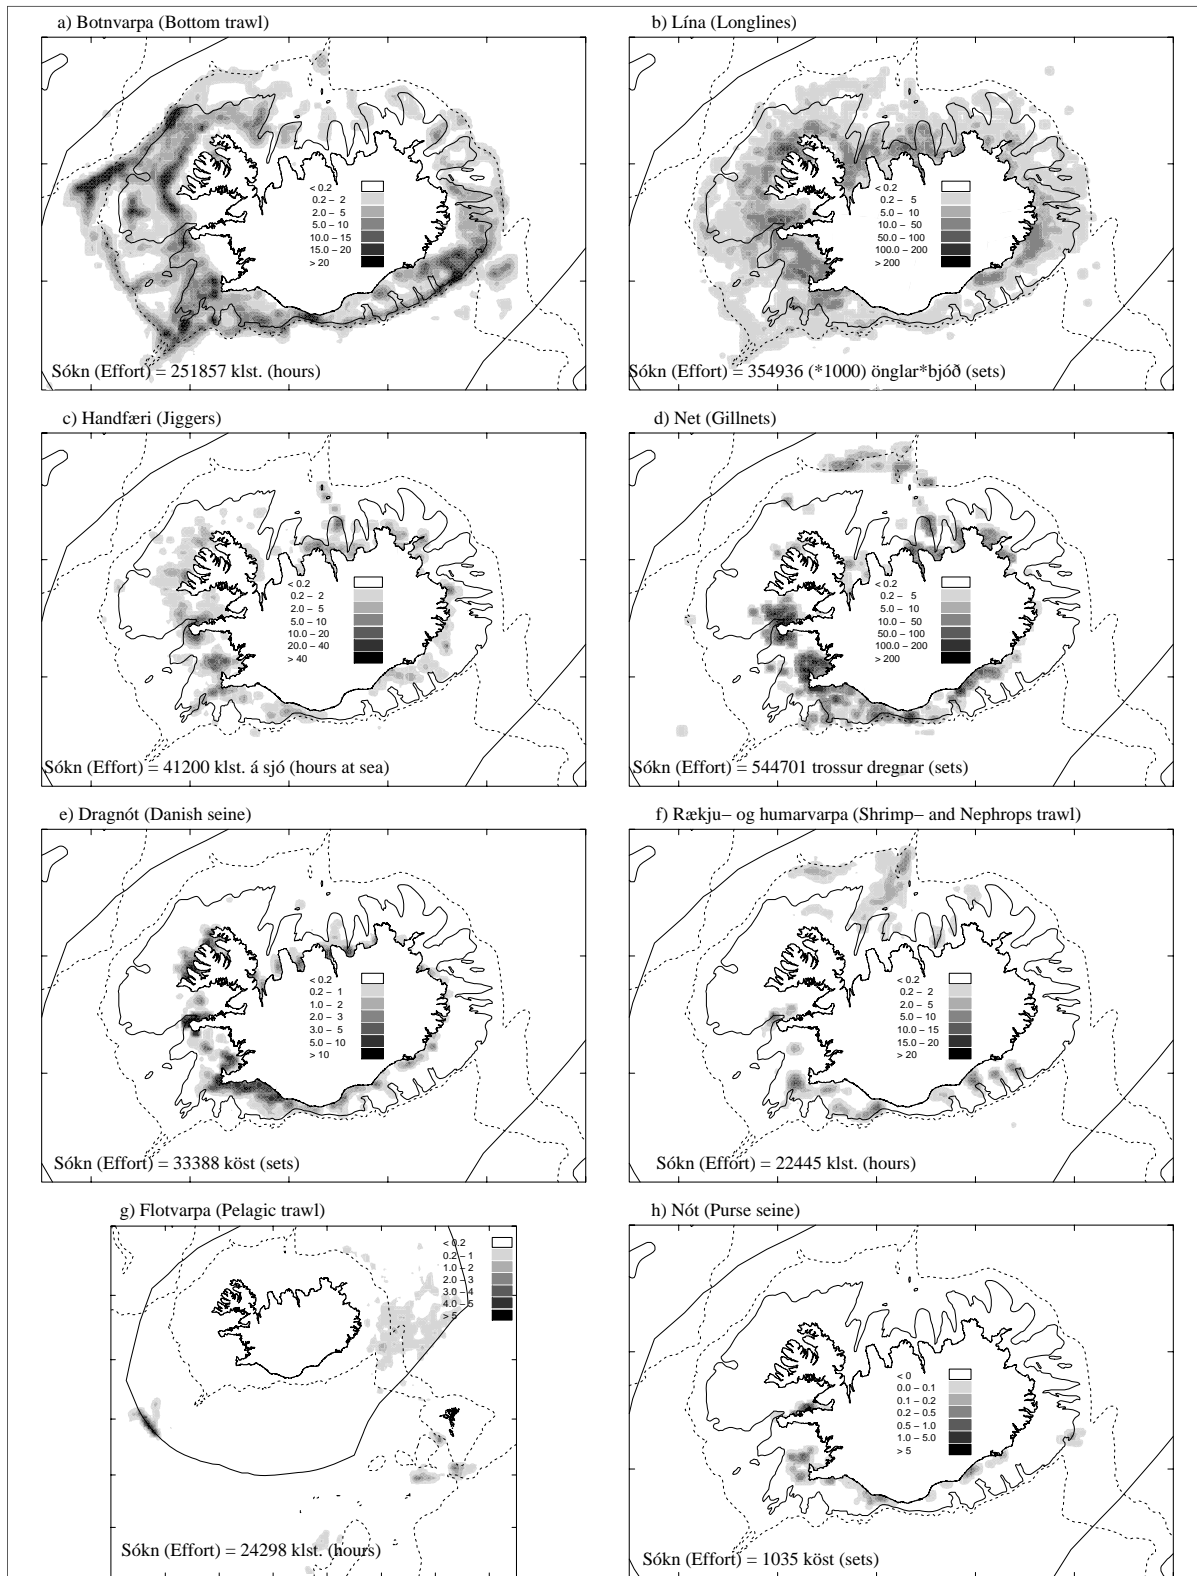 a) Botnvarpa (Bottom trawl)
< 0.2
0.2 – 2
2.0 – 5
5.0 – 10
10.0 – 15
15.0 – 20
> 20
Sókn (Effort) = 251857 klst. (hours)
b) Lína (Longlines)
< 0.2
0.2 – 5
5.0 – 10
10.0 – 50
50.0 – 100
100.0 – 200
> 200
Sókn (Effort) = 354936 (*1000) önglar*bjóð (sets)
c) Handfæri (Jiggers)
< 0.2
0.2 – 2
2.0 – 5
5.0 – 10
10.0 – 20
20.0 – 40
> 40
Sókn (Effort) = 41200 klst. á sjó (hours at sea)
d) Net (Gillnets)
< 0.2
0.2 – 5
5.0 – 10
10.0 – 50
50.0 – 100
100.0 – 200
> 200
Sókn (Effort) = 544701 trossur dregnar (sets)
e) Dragnót (Danish seine)
< 0.2
0.2 – 1
1.0 – 2
2.0 – 3
3.0 – 5
5.0 – 10
> 10
Sókn (Effort) = 33388 köst (sets)
f) Rækju– og humarvarpa (Shrimp– and Nephrops trawl)
< 0.2
0.2 – 2
2.0 – 5
5.0 – 10
10.0 – 15
15.0 – 20
> 20
Sókn (Effort) = 22445 klst. (hours)
g) Flotvarpa (Pelagic trawl)
< 0.2
0.2 – 1
1.0 – 2
2.0 – 3
3.0 – 4
4.0 – 5
> 5
Sókn (Effort) = 24298 klst. (hours)
h) Nót (Purse seine)
< 0
0.0 – 0.1
0.1 – 0.2
0.2 – 0.5
0.5 – 1.0
1.0 – 5.0
> 5
Sókn (Effort) = 1035 köst (sets)